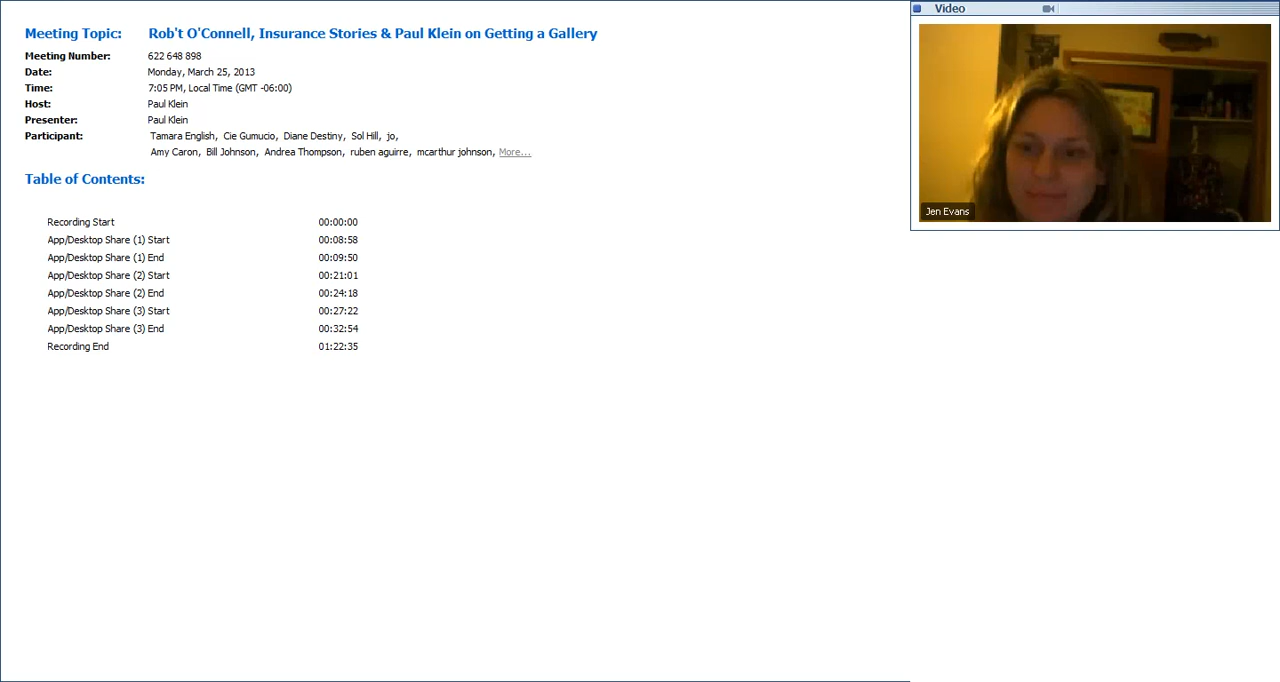 Meeting Topic: Rob't O'Connell, Insurance Stories & Paul Klein on Getting a Gallery
Meeting Number: 622 648 898
Date: Monday, March 25, 2013
Time: 7:05 PM, Local Time (GMT -06:00)
Host: Paul Klein
Presenter: Paul Klein
Participant: Tamara English, Cie Gumucio, Diane Destiny, Sol Hill, jo,
Amy Caron, Bill Johnson, Andrea Thompson, ruben aguirre, mcarthur johnson, More...
Table of Contents:
Recording Start 00:00:00
App/Desktop Share (1) Start 00:08:58
App/Desktop Share (1) End 00:09:50
App/Desktop Share (2) Start 00:21:01
App/Desktop Share (2) End 00:24:18
App/Desktop Share (3) Start 00:27:22
App/Desktop Share (3) End 00:32:54
Recording End 01:22:35
Video
Jen Evans